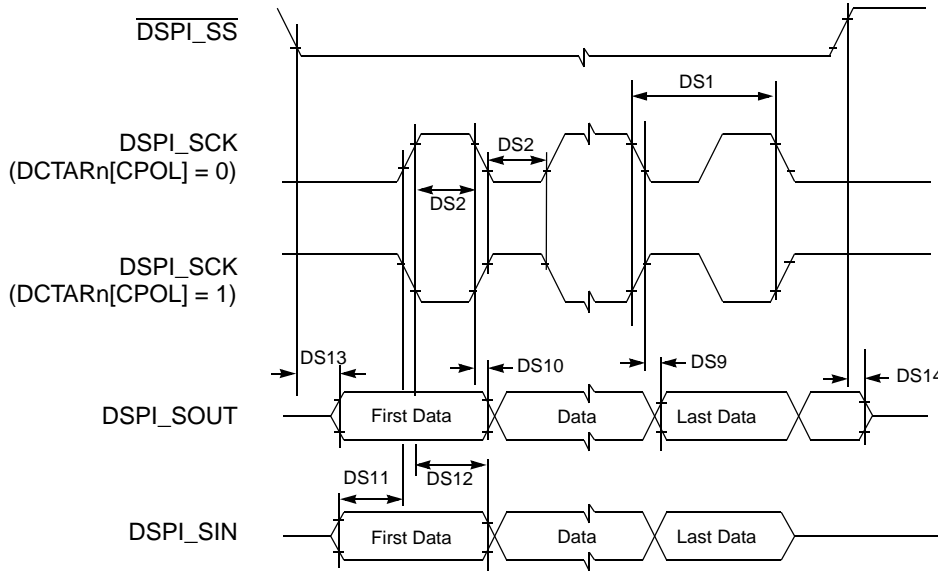 DSPI_SS
DS1
DSPI_SCK
(DCTARn[CPOL] = 0)
DS2
DS2
DSPI_SCK
(DCTARn[CPOL] = 1)
DS13
DS10
DS9
DS14
DSPI_SOUT
First Data
Data
Last Data
DS11
DS12
DSPI_SIN
First Data
Data
Last Data